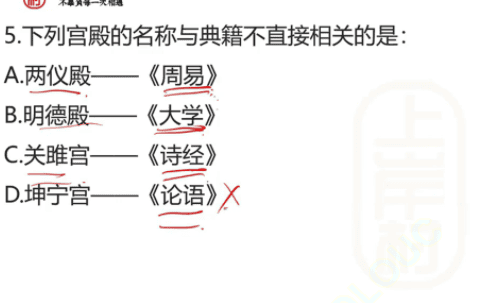 不辜负每一次相遇
5.下列宫殿的名称与典籍不直接相关的是：
A.两仪殿——《周易》
B.明德殿——《大学》
C.关雎宫——《诗经》
D.坤宁宫——《论语》
上岸村